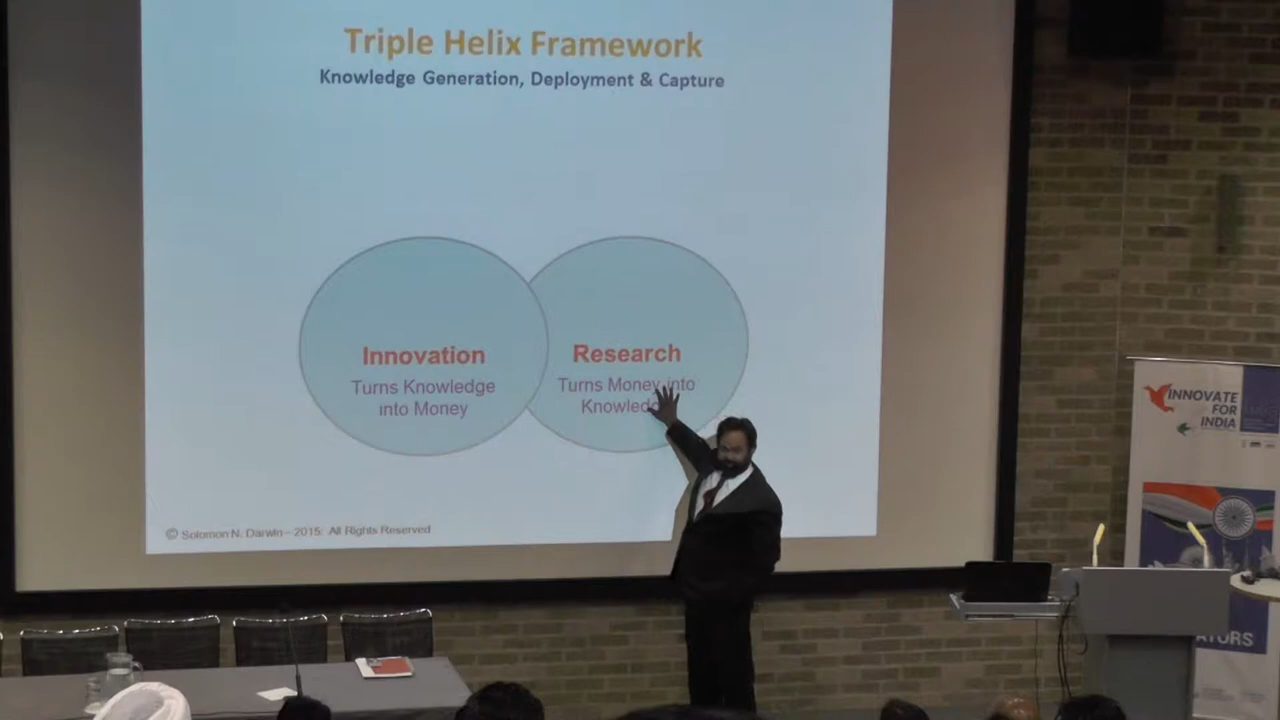 Triple Helix Framework
Knowledge Generation, Deployment & Capture
Innovation
Turns Knowledge
into Money
Research
Turns Money into
© Solomon N. Darwin – 2015. All Rights Reserved
INNOVATE
FOR
INDIA